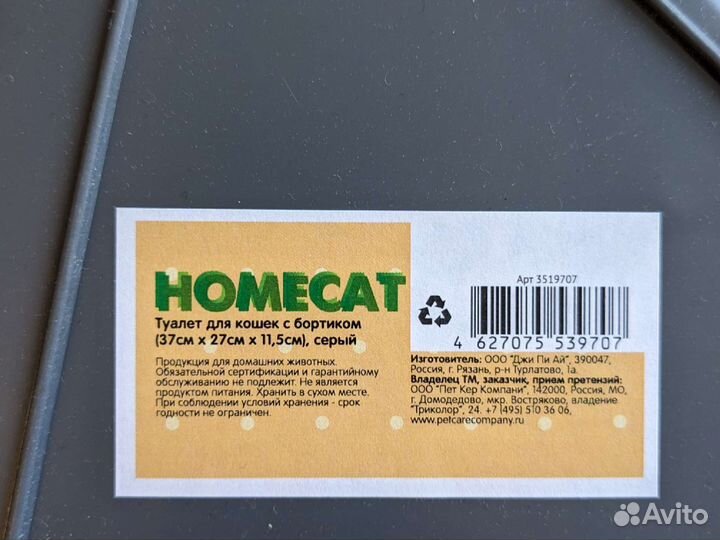 HOMECAT
Туалет для кошек с бортиком
(37см х 27см х 11,5см), серый
Продукция для домашних животных.
Обязательной сертификации и гарантийному
обслуживанию не подлежит. Не является
продуктом питания. Хранить в сухом месте.
При соблюдении условий хранения - срок
годности не ограничен.
Арт 3519707
4 627075 539707
Изготовитель: ООО "Джи Пи Ай", 390047,
Россия, г. Рязань, р-н Турлатово, 1а.
Владелец ТМ, заказчик, прием претензий:
ООО "Пет Кер Компани", 142000, Россия, МО,
г. Домодедово, мкр. Востряково, владение
"Триколор", 24. +7 (495) 510 36 06,
www.petcarecompany.ru
Avito